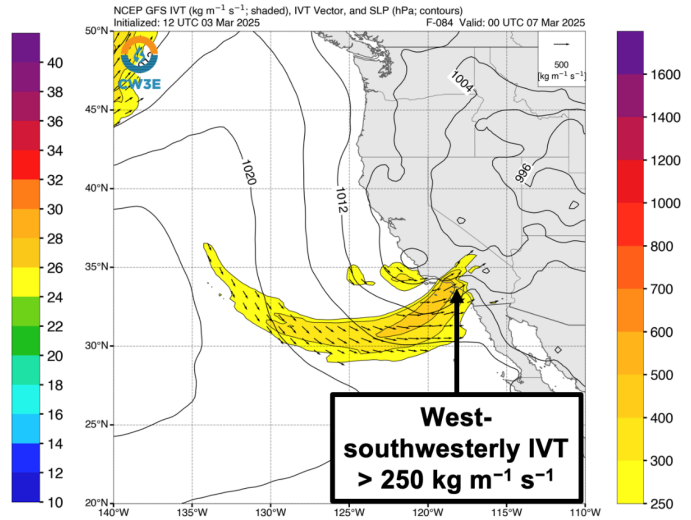 NCEP GFS IVT (kg m⁻¹ s⁻¹; shaded), IVT Vector, and SLP (hPa; contours)
Initialized: 12 UTC 03 Mar 2025 F-084 Valid: 00 UTC 07 Mar 2025
40
38
36
34
32
30
28
26
24
22
20
18
16
14
12
10
50°N
45°N
40°N
35°N
30°N
25°N
20°N
CW3E
500
[kg m⁻¹ s⁻¹]
1004
1020
1012
996
West-
southwesterly IVT
> 250 kg m⁻¹ s⁻¹
140°W 135°W 130°W 125°W 120°W 115°W 110°W
1600
1400
1200
1000
800
700
600
500
400
300
250